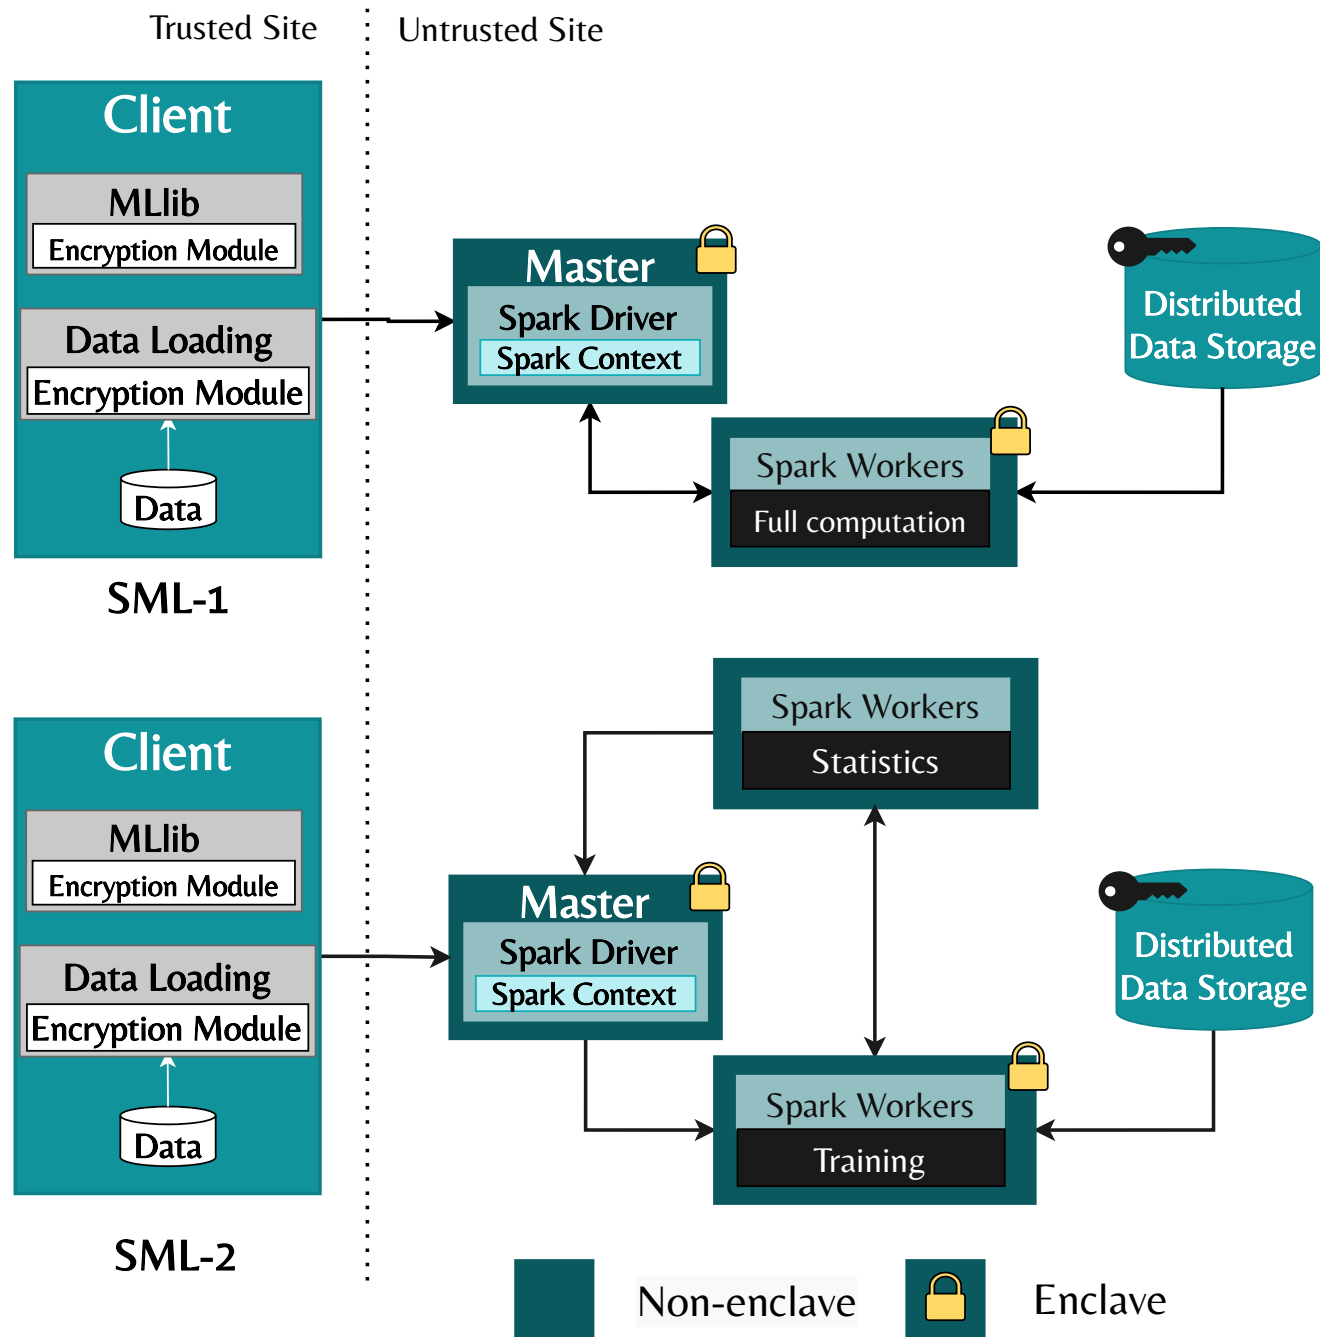 Trusted Site
Untrusted Site
Client
MLlib
Encryption Module
Data Loading
Encryption Module
Data
SML-1
Master
Spark Driver
Spark Context
Spark Workers
Full computation
Distributed
Data Storage
Client
MLlib
Encryption Module
Data Loading
Encryption Module
Data
SML-2
Spark Workers
Statistics
Master
Spark Driver
Spark Context
Spark Workers
Training
Distributed
Data Storage
Non-enclave
Enclave